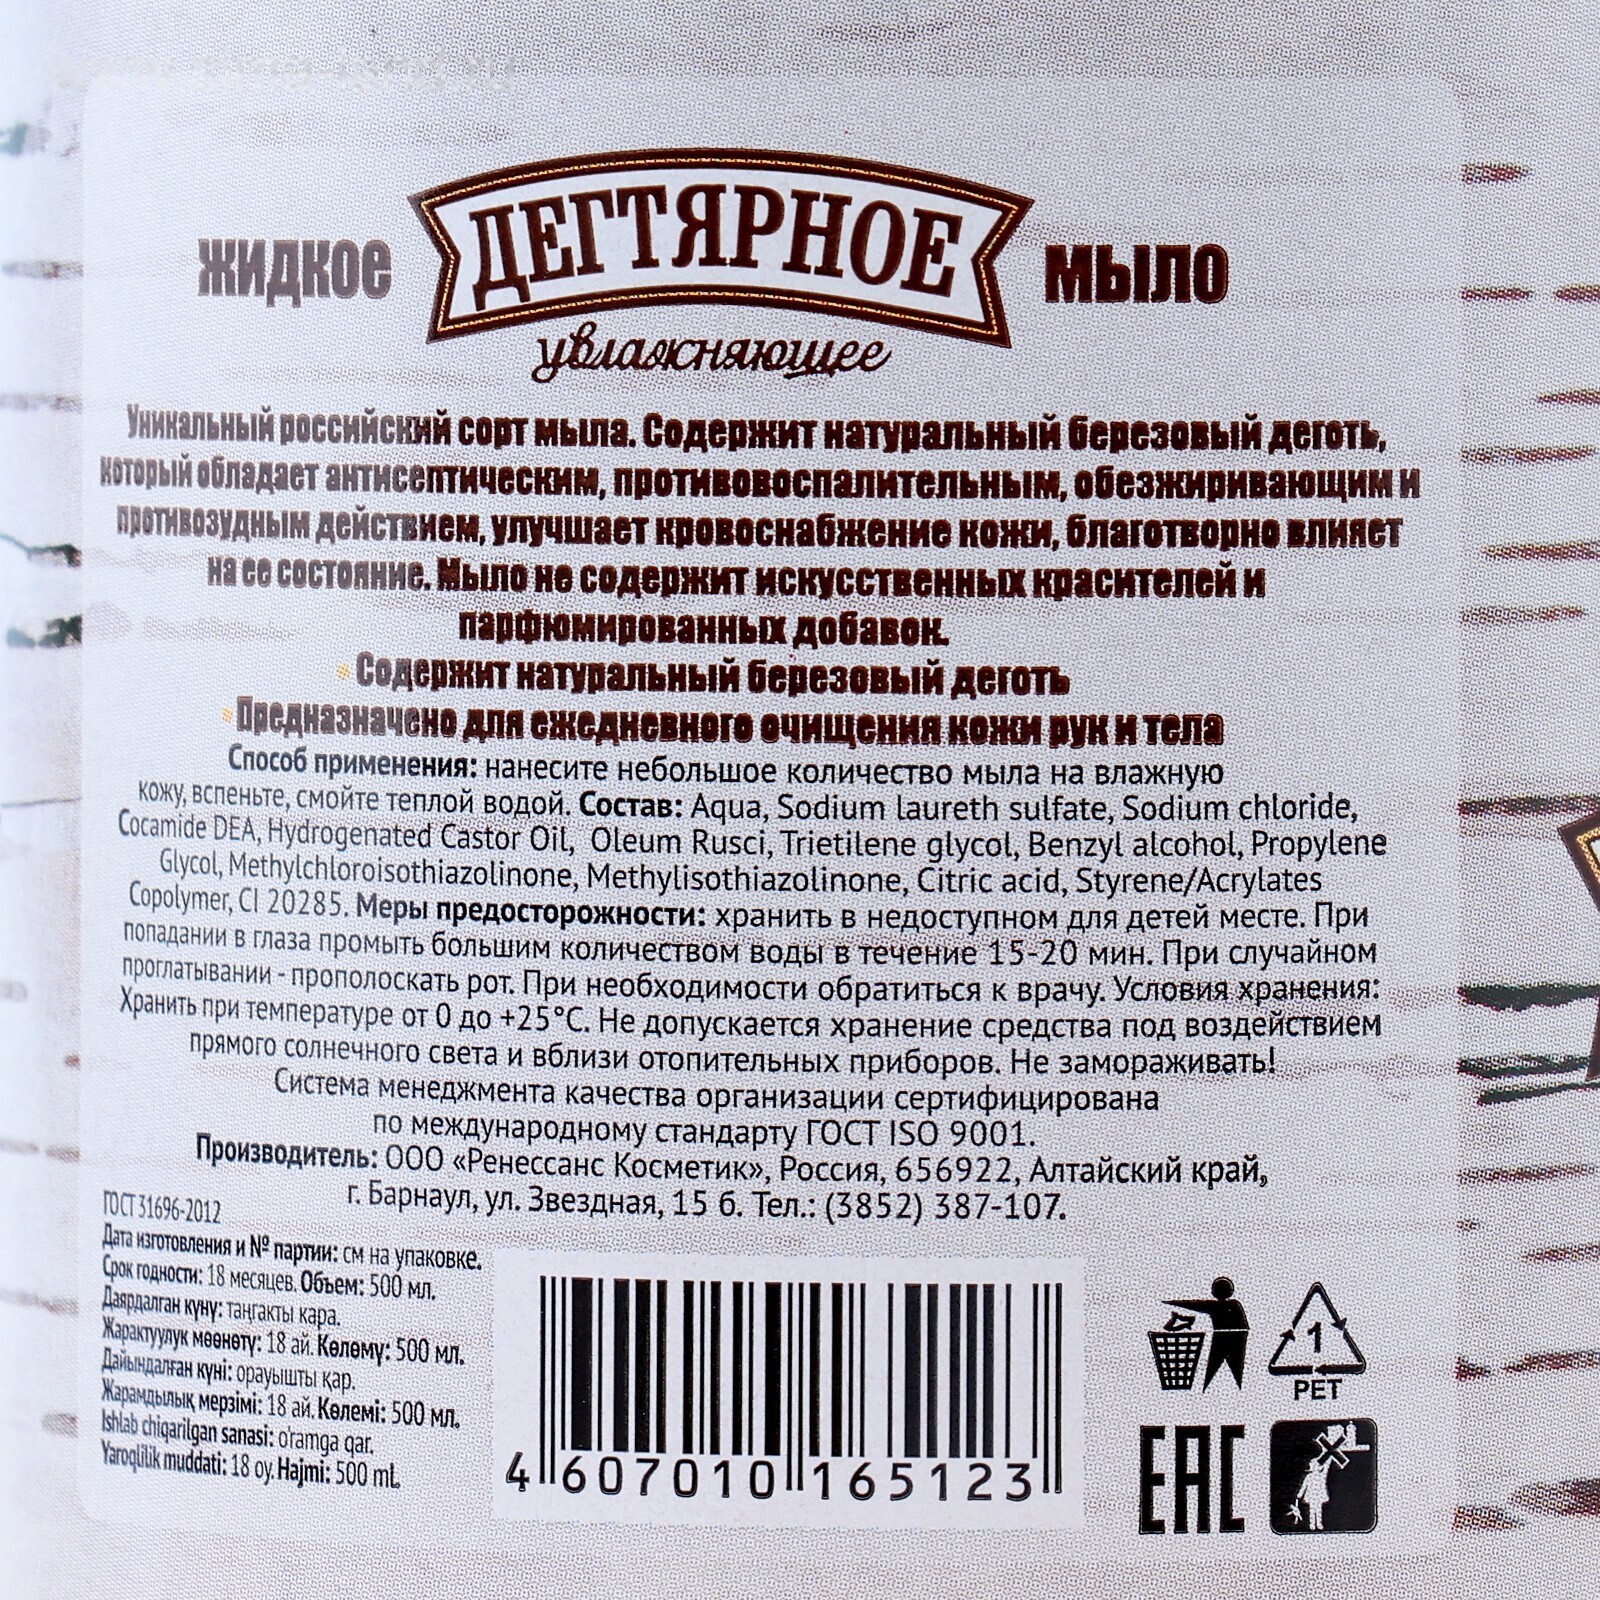 ЖИДКОЕ ДЕГТЯРНОЕ МЫЛО
увлажняющее
Уникальный российский сорт мыла. Содержит натуральный березовый деготь,
который обладает антисептическим, противовоспалительным, обезжиривающим и
противозудным действием, улучшает кровоснабжение кожи, благотворно влияет
на ее состояние. Мыло не содержит искусственных красителей и
парфюмированных добавок.
• Содержит натуральный березовый деготь
• Предназначено для ежедневного очищения кожи рук и тела
Способ применения: нанесите небольшое количество мыла на влажную
кожу, вспеньте, смойте теплой водой. Состав: Aqua, Sodium laureth sulfate, Sodium chloride,
Cocamide DEA, Hydrogenated Castor Oil, Oleum Rusci, Trietilene glycol, Benzyl alcohol, Propylene
Glycol, Methylchloroisothiazolinone, Methylisothiazolinone, Citric acid, Styrene/Acrylates
Copolymer, CI 20285. Меры предосторожности: хранить в недоступном для детей месте. При
попадании в глаза промыть большим количеством воды в течение 15-20 мин. При случайном
проглатывании - прополоскать рот. При необходимости обратиться к врачу. Условия хранения:
Хранить при температуре от 0 до +25°С. Не допускается хранение средства под воздействием
прямого солнечного света и вблизи отопительных приборов. Не замораживать!
Система менеджмента качества организации сертифицирована
по международному стандарту ГОСТ ISO 9001.
Производитель: ООО «Ренессанс Косметик», Россия, 656922, Алтайский край,
г. Барнаул, ул. Звездная, 15 б. Тел.: (3852) 387-107.
ГОСТ 31696-2012
Дата изготовления и № партии: см на упаковке.
Срок годности: 18 месяцев. Объем: 500 мл.
Даярдалган күнү: таңгакты кара.
Жарактуулук мөөнөтү: 18 ай. Көлөмү: 500 мл.
Дайындалған күні: орауышты қар.
Жарамдылық мерзімі: 18 ай. Көлемі: 500 мл.
Ishlab chiqarilgan sanasi: o'ramga qar.
Yaroqlilik muddati: 18 oy. Hajmi: 500 ml.
4 607010 165123
1
PET
EAC